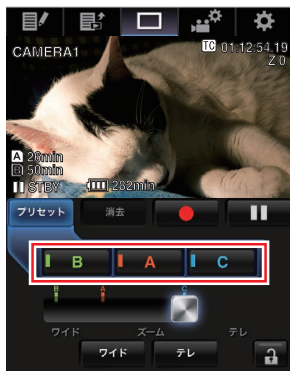 CAMERA1
TC 01:12:54.19
Z 0
A 26min
B 50min
STBY 282min
プリセット 消去
B A C
B A C
ワイド ズーム テレ
ワイド テレ